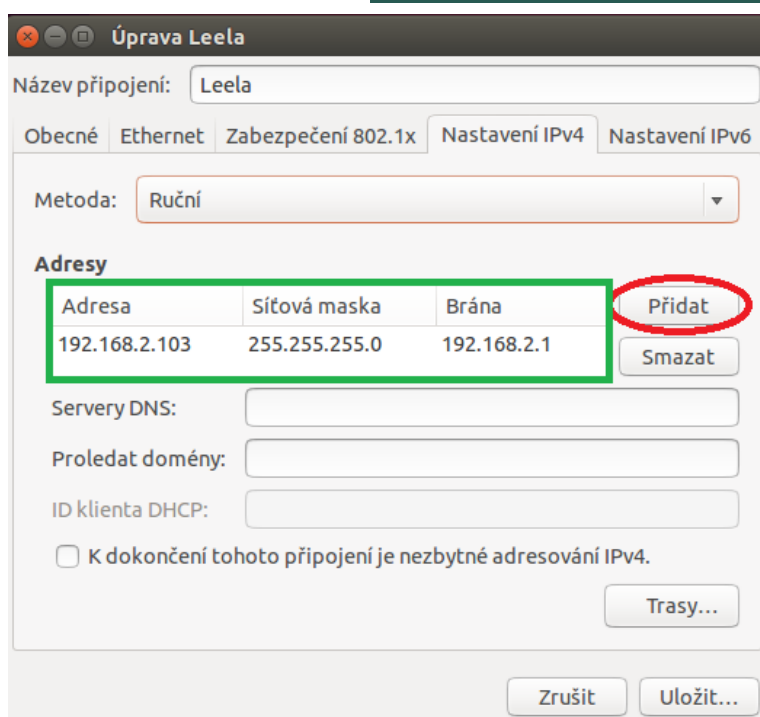 Úprava Leela
Název připojení: Leela
Obecné Ethernet Zabezpečení 802.1x Nastavení IPv4 Nastavení IPv6
Metoda: Ruční
Adresy
Adresa Síťová maska Brána Přidat
192.168.2.103 255.255.255.0 192.168.2.1
Smazat
Servery DNS:
Proledat domény:
ID klienta DHCP:
K dokončení tohoto připojení je nezbytné adresování IPv4.
Trasy...
Zrušit Uložit...